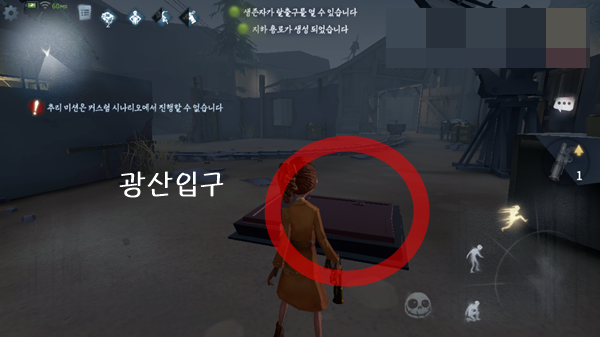 60ms
2
생존자가 탈출구를 열 수 있습니다
지하 통로가 생성 되었습니다
추리 미션은 커스텀 시나리오에서 진행할 수 없습니다
광산입구
1